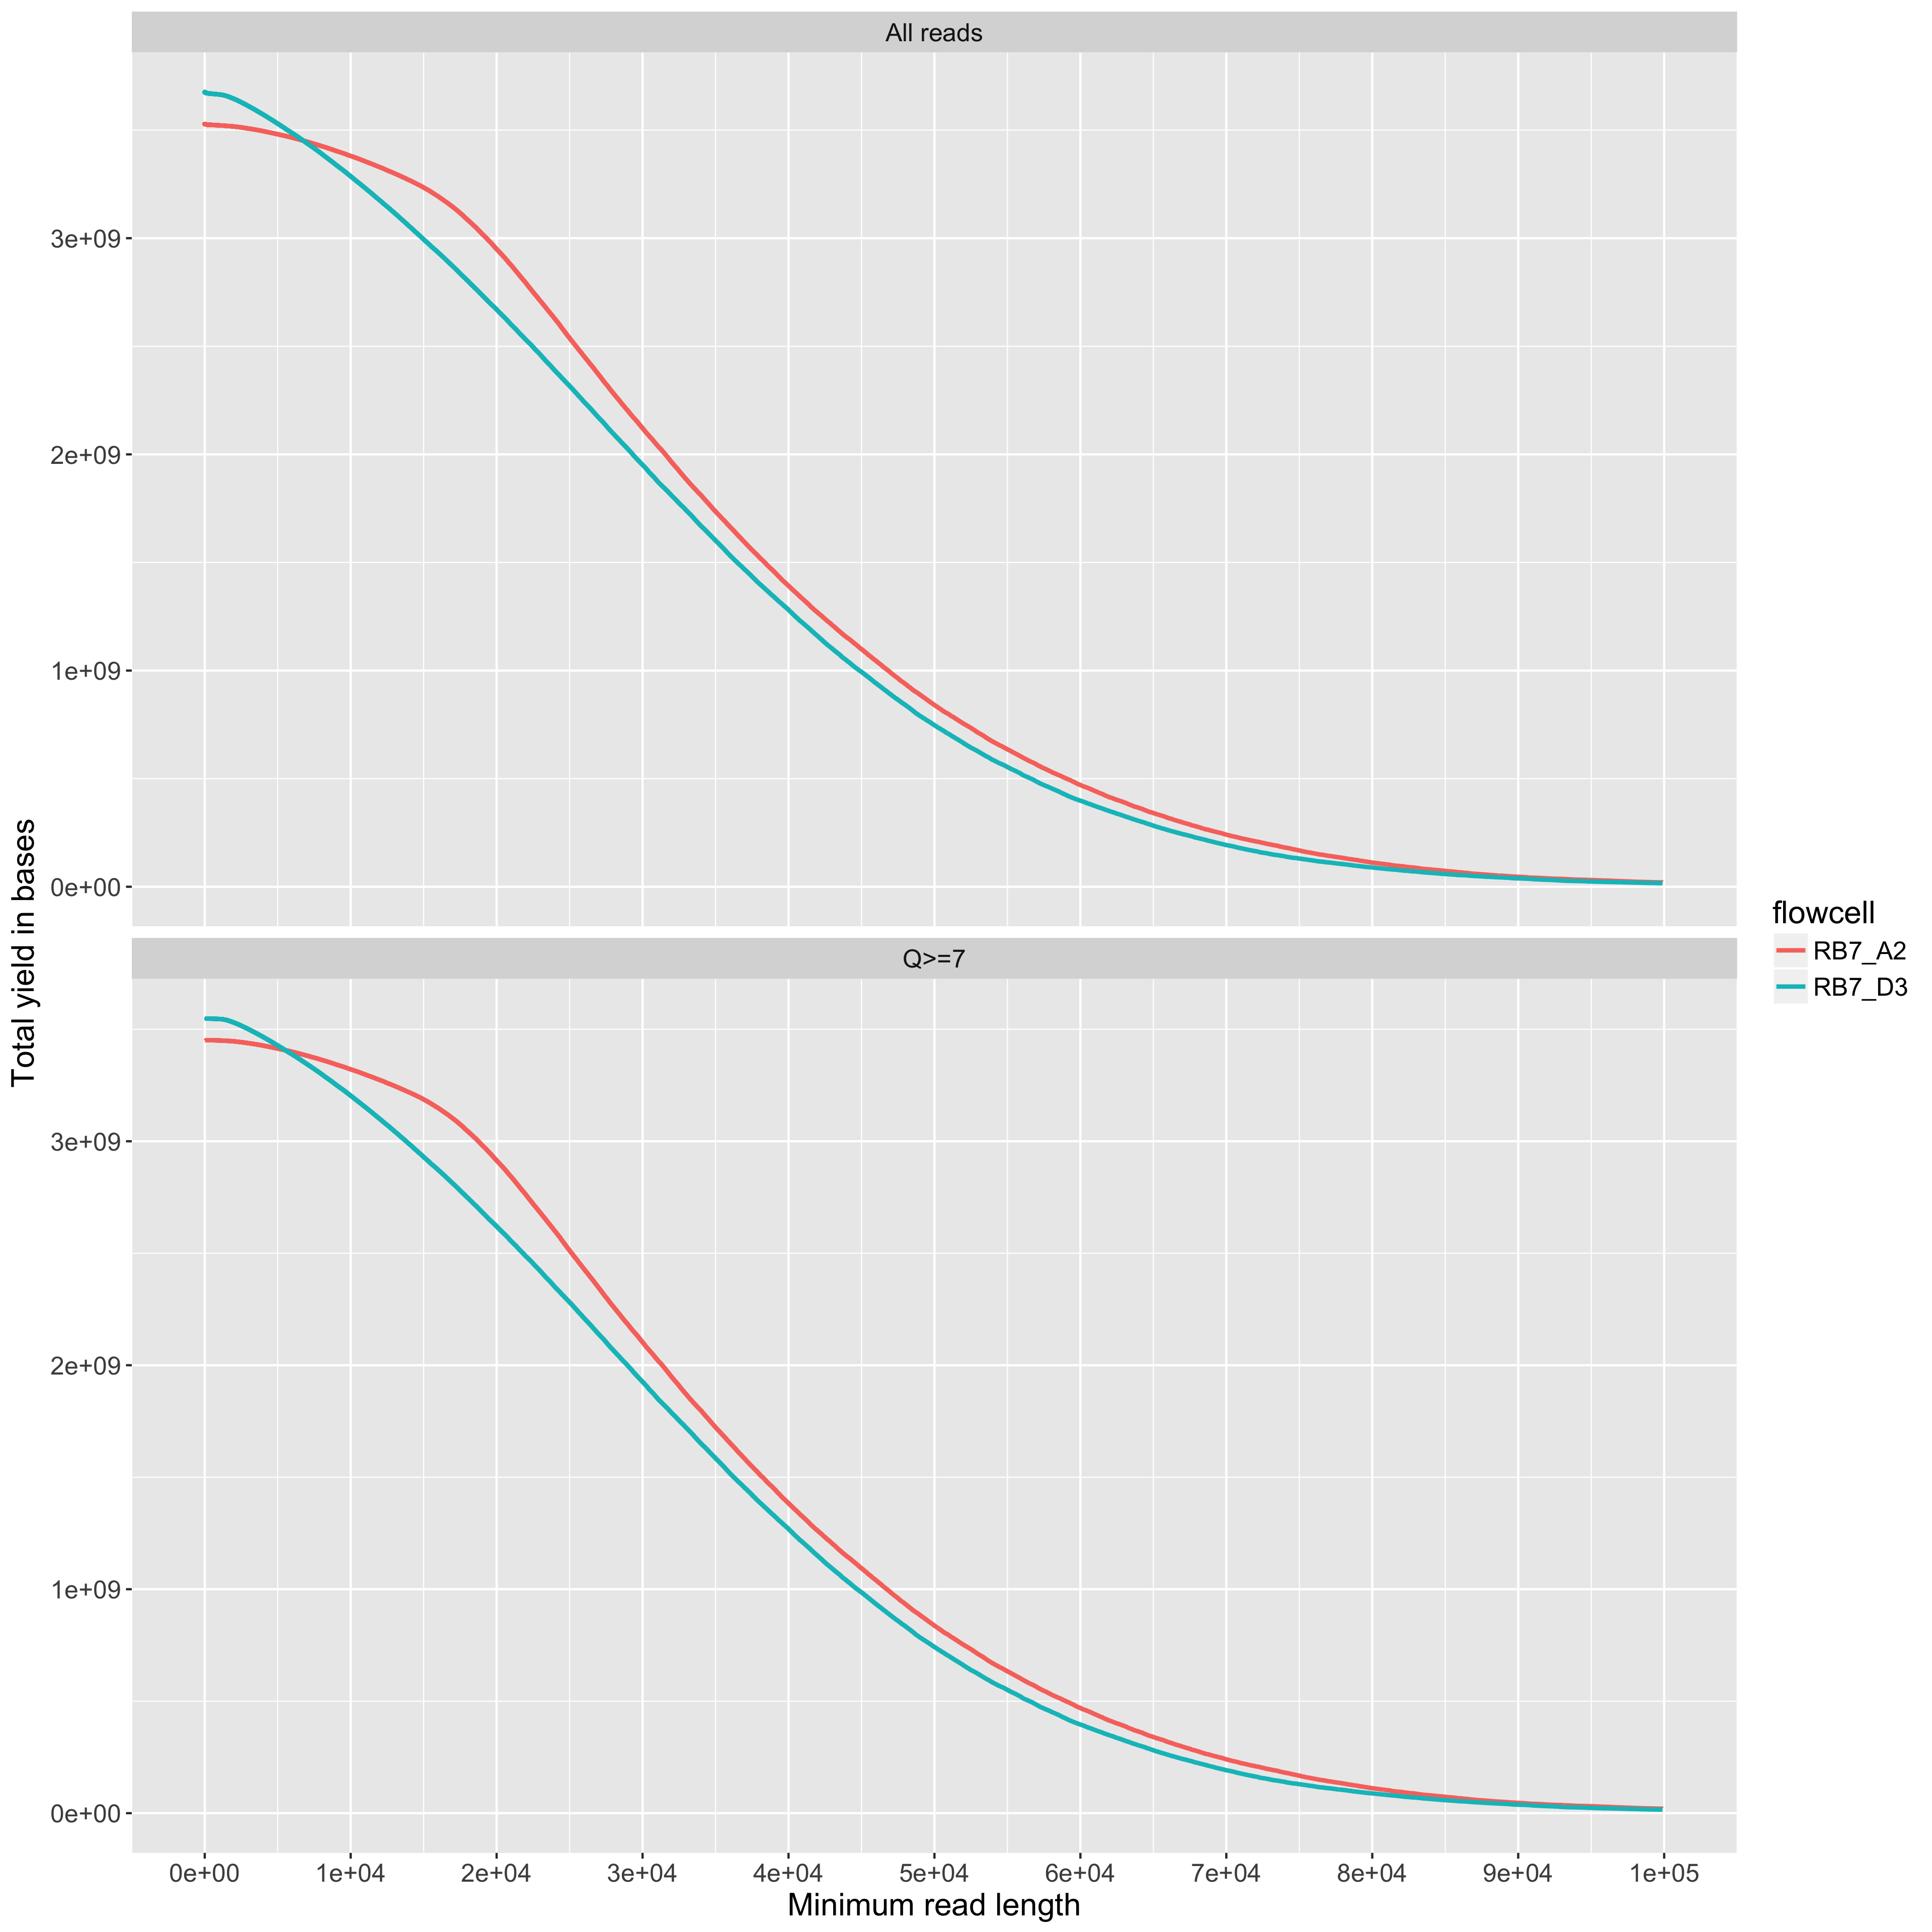 All reads
3e+09
2e+09
1e+09
0e+00
Total yield in bases
Q>=7
3e+09
2e+09
1e+09
0e+00
0e+00 1e+04 2e+04 3e+04 4e+04 5e+04 6e+04 7e+04 8e+04 9e+04 1e+05
Minimum read length
flowcell
RB7_A2
RB7_D3